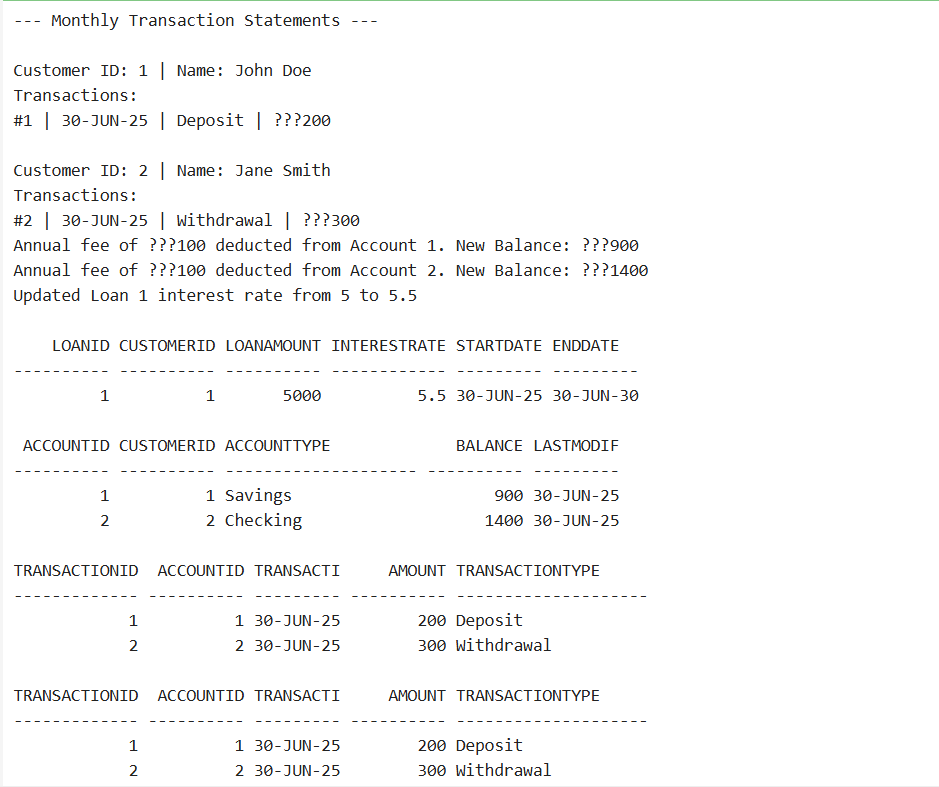 --- Monthly Transaction Statements ---
Customer ID: 1 | Name: John Doe
Transactions:
#1 | 30-JUN-25 | Deposit | ???200
Customer ID: 2 | Name: Jane Smith
Transactions:
#2 | 30-JUN-25 | Withdrawal | ???300
Annual fee of ???100 deducted from Account 1. New Balance: ???900
Annual fee of ???100 deducted from Account 2. New Balance: ???1400
Updated Loan 1 interest rate from 5 to 5.5
    LOANID CUSTOMERID LOANAMOUNT INTERESTRATE STARTDATE ENDDATE
---------- ---------- ---------- ------------ --------- ---------
         1          1       5000          5.5 30-JUN-25 30-JUN-30
 ACCOUNTID CUSTOMERID ACCOUNTTYPE             BALANCE LASTMODIF
---------- ---------- -------------------- ---------- ---------
         1          1 Savings                     900 30-JUN-25
         2          2 Checking                   1400 30-JUN-25
TRANSACTIONID  ACCOUNTID TRANSACTI     AMOUNT TRANSACTIONTYPE
------------- ---------- --------- ---------- --------------------
            1          1 30-JUN-25        200 Deposit
            2          2 30-JUN-25        300 Withdrawal
TRANSACTIONID  ACCOUNTID TRANSACTI     AMOUNT TRANSACTIONTYPE
------------- ---------- --------- ---------- --------------------
            1          1 30-JUN-25        200 Deposit
            2          2 30-JUN-25        300 Withdrawal